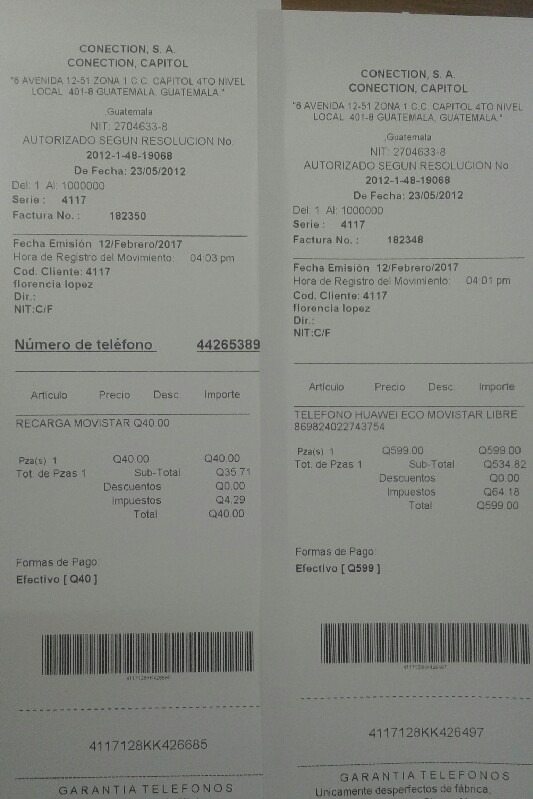 CONECTION, S. A.
CONECTION, CAPITOL
"6 AVENIDA 12-51 ZONA 1 C.C. CAPITOL 4TO NIVEL
LOCAL 401-8 GUATEMALA, GUATEMALA."
,Guatemala
NIT: 2704633-8
AUTORIZADO SEGUN RESOLUCION No.
2012-1-48-19068
De Fecha: 23/05/2012
Del: 1 Al: 1000000
Serie : 4117
Factura No. : 182350
Fecha Emisión 12/Febrero/2017
Hora de Registro del Movimiento: 04:03 pm
Cod. Cliente: 4117
florencia lopez
Dir.:
NIT:C/F
Número de teléfono 44265389
Artículo Precio Desc. Importe
RECARGA MOVISTAR Q40.00
Pza(s) 1 Q40.00 Q40.00
Tot. de Pzas 1 Sub-Total Q35.71
Descuentos Q0.00
Impuestos Q4.29
Total Q40.00
Formas de Pago
Efectivo [ Q40 ]
4117128KK426685
4117128KK426685
GARANTIA TELEFONOS
CONECTION, S. A.
CONECTION, CAPITOL
"6 AVENIDA 12-51 ZONA 1 C.C. CAPITOL 4TO NIVEL
LOCAL 401-8 GUATEMALA, GUATEMALA."
,Guatemala
NIT: 2704633-8
AUTORIZADO SEGUN RESOLUCION No.
2012-1-48-19068
De Fecha: 23/05/2012
Del: 1 Al: 1000000
Serie : 4117
Factura No. : 182348
Fecha Emisión 12/Febrero/2017
Hora de Registro del Movimiento: 04:01 pm
Cod. Cliente: 4117
florencia lopez
Dir.:
NIT:C/F
Artículo Precio Desc. Importe
TELEFONO HUAWEI ECO MOVISTAR LIBRE
869824022743754
Pza(s) 1 Q599.00 Q599.00
Tot. de Pzas 1 Sub-Total Q534.82
Descuentos Q0.00
Impuestos Q64.18
Total Q599.00
Formas de Pago
Efectivo [ Q599 ]
4117128KK426497
4117128KK426497
GARANTIA TELEFONOS
Unicamente desperfectos de fábrica,